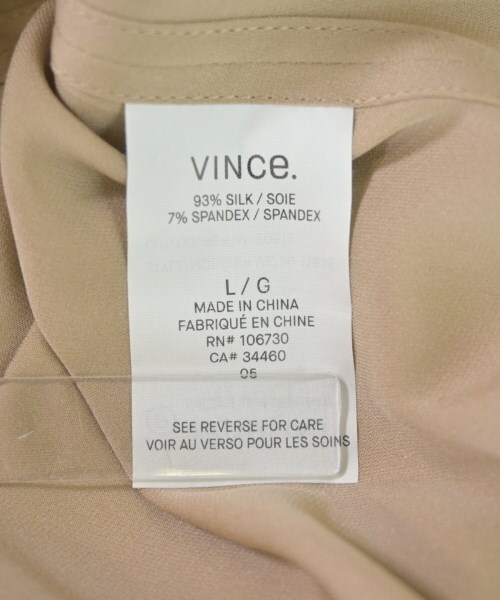 VINce.
93% SILK / SOIE
7% SPANDEX / SPANDEX
L / G
MADE IN CHINA
FABRIQUÉ EN CHINE
RN# 106730
CA# 34460
06
SEE REVERSE FOR CARE
VOIR AU VERSO POUR LES SOINS